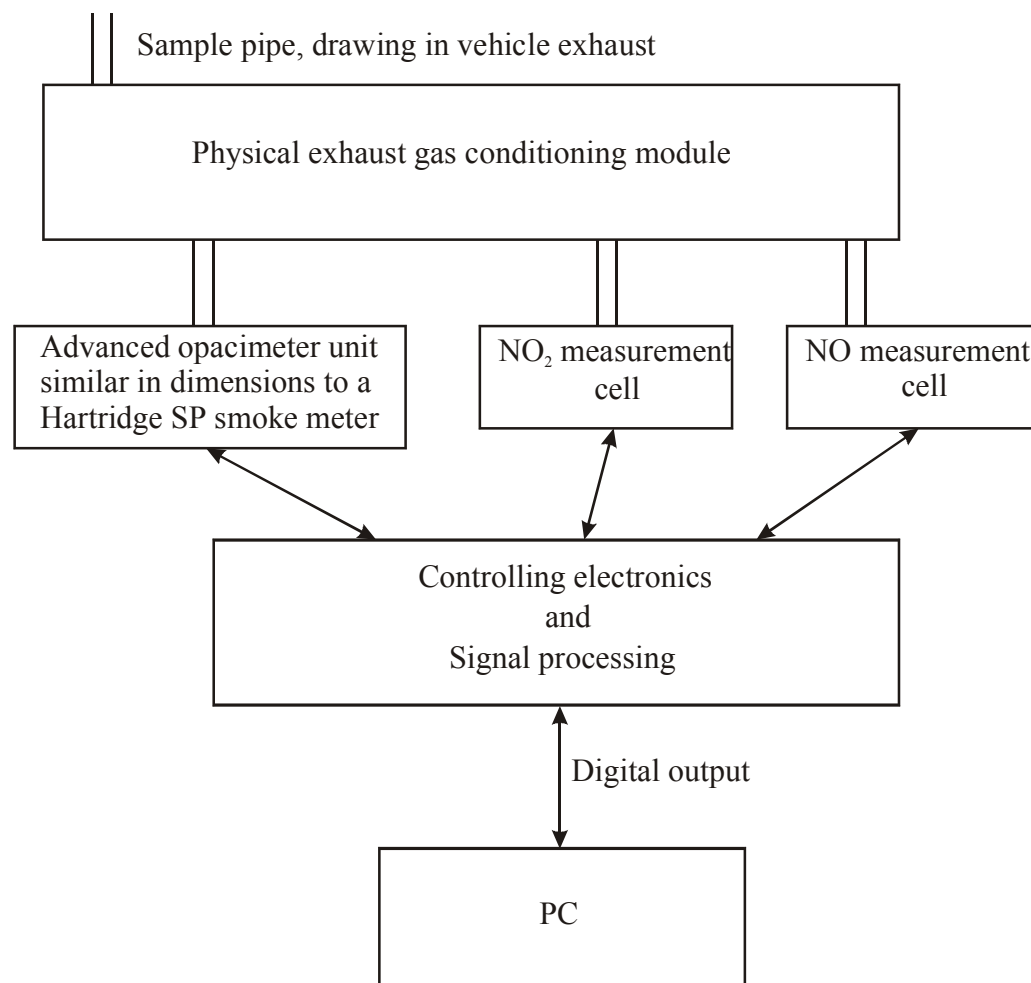 Sample pipe, drawing in vehicle exhaust
Physical exhaust gas conditioning module
Advanced opacimeter unit
similar in dimensions to a
Hartridge SP smoke meter
NO₂ measurement
cell
NO measurement
cell
Controlling electronics
and
Signal processing
Digital output
PC